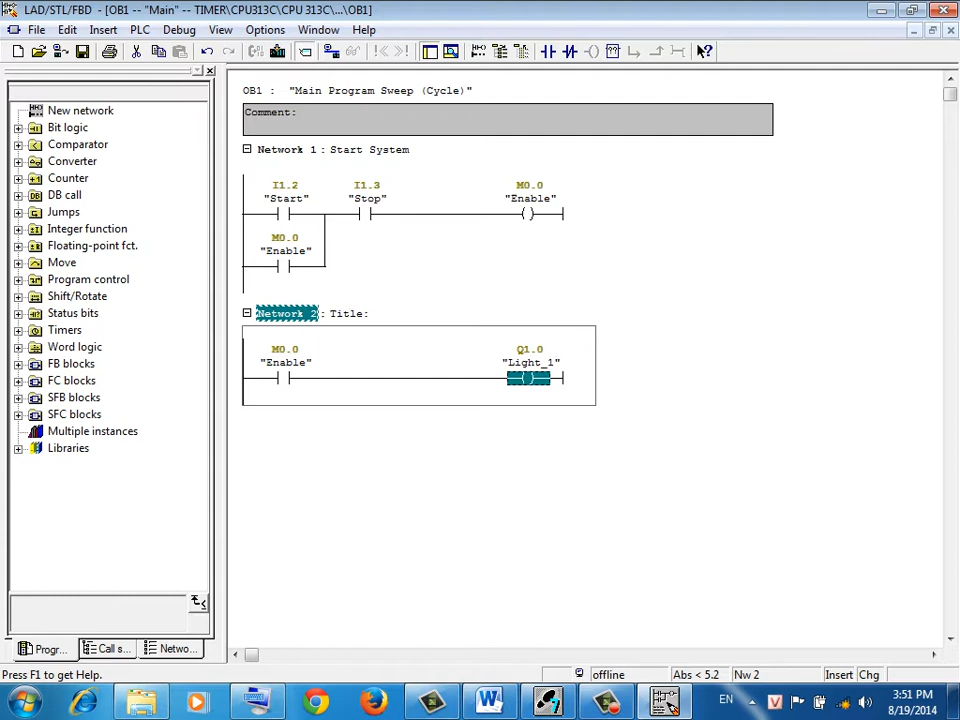 LAD/STL/FBD - [OB1 -- "Main" -- TIMER\CPU313C\CPU 313C\...\OB1]
File Edit Insert PLC Debug View Options Window Help
New network
Bit logic
Comparator
Converter
Counter
DB call
Jumps
Integer function
Floating-point fct.
Move
Program control
Shift/Rotate
Status bits
Timers
Word logic
FB blocks
FC blocks
SFB blocks
SFC blocks
Multiple instances
Libraries
Progr... Call s... Netwo...
OB1 : "Main Program Sweep (Cycle)"
Comment:
Network 1 : Start System
I1.2 I1.3 M0.0
"Start" "Stop" "Enable"
M0.0
"Enable"
Network 2 : Title:
M0.0 Q1.0
"Enable" "Light_1"
Press F1 to get Help.
offline Abs < 5.2 Nw 2 Insert Chg
EN
3:51 PM
8/19/2014